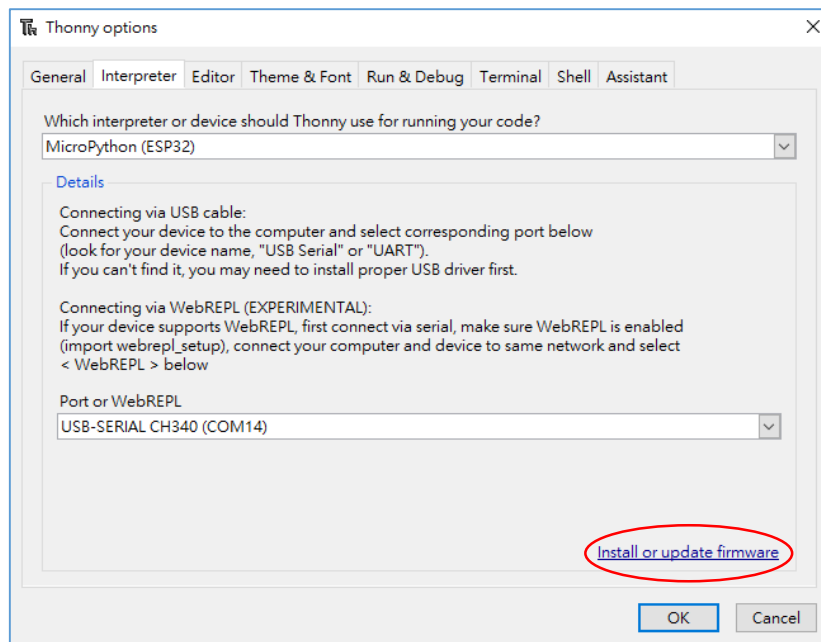 Thonny options
General Interpreter Editor Theme & Font Run & Debug Terminal Shell Assistant
Which interpreter or device should Thonny use for running your code?
MicroPython (ESP32)
Details
Connecting via USB cable:
Connect your device to the computer and select corresponding port below
(look for your device name, "USB Serial" or "UART").
If you can't find it, you may need to install proper USB driver first.
Connecting via WebREPL (EXPERIMENTAL):
If your device supports WebREPL, first connect via serial, make sure WebREPL is enabled
(import webrepl_setup), connect your computer and device to same network and select
< WebREPL > below
Port or WebREPL
USB-SERIAL CH340 (COM14)
Install or update firmware
OK Cancel